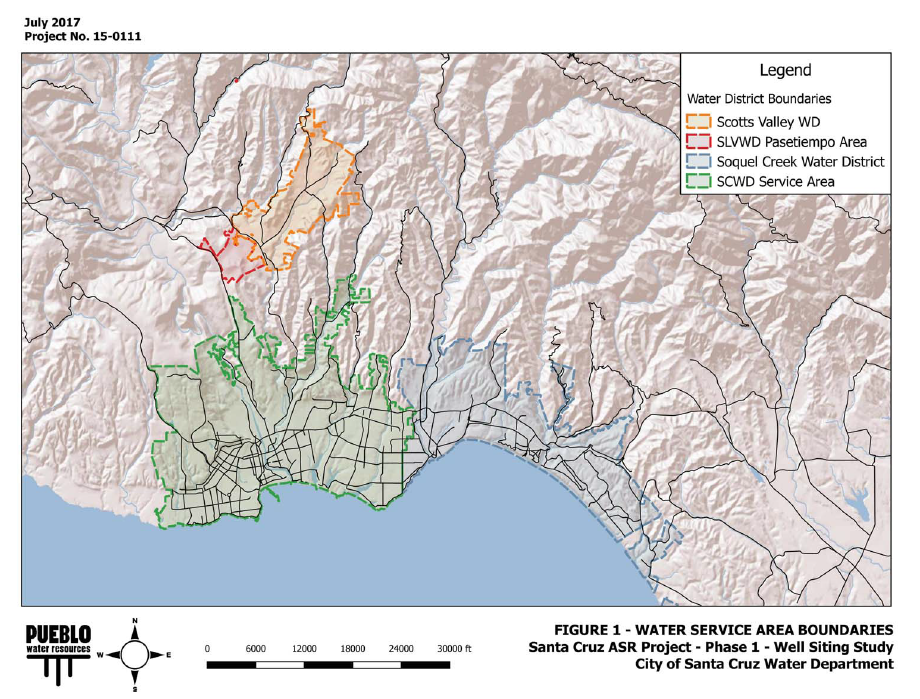 July 2017
Project No. 15-0111
Legend
Water District Boundaries
Scotts Valley WD
SLVWD Pasetiempo Area
Soquel Creek Water District
SCWD Service Area
PUEBLO
water resources
N
W
E
S
0 6000 12000 18000 24000 30000 ft
FIGURE 1 - WATER SERVICE AREA BOUNDARIES
Santa Cruz ASR Project - Phase 1 - Well Siting Study
City of Santa Cruz Water Department